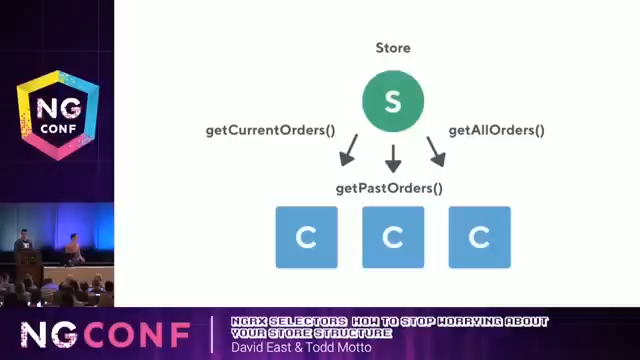 Store
S
getCurrentOrders()
getAllOrders()
getPastOrders()
C
C
C
NG
CONF
NG CONF
NGRX SELECTORS: HOW TO STOP WORRYING ABOUT
YOUR STORE STRUCTURE
David East & Todd Motto